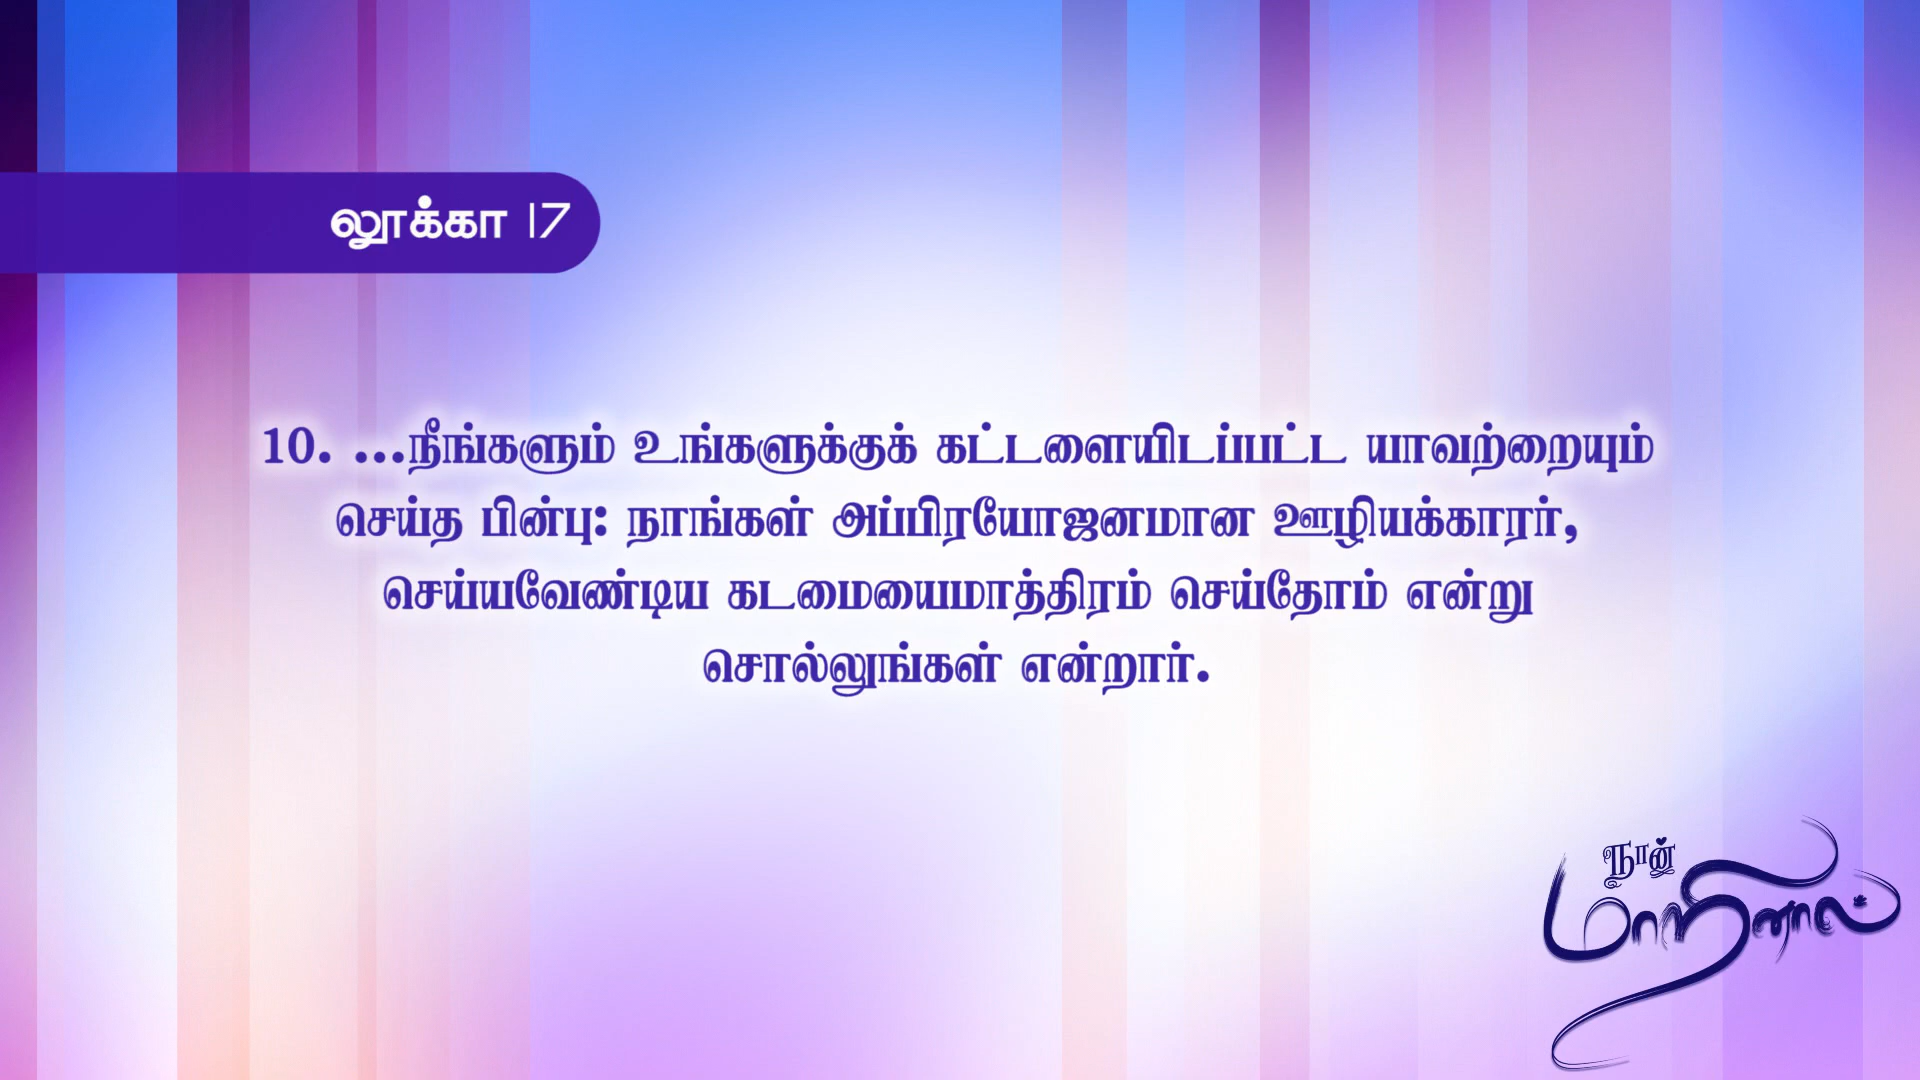 லூக்கா 17
10. ...நீங்களும் உங்களுக்குக் கட்டளையிடப்பட்ட யாவற்றையும்
செய்த பின்பு: நாங்கள் அப்பிரயோஜனமான ஊழியக்காரர்,
செய்யவேண்டிய கடமையைமாத்திரம் செய்தோம் என்று
சொல்லுங்கள் என்றார்.
நான்
மாறினால்